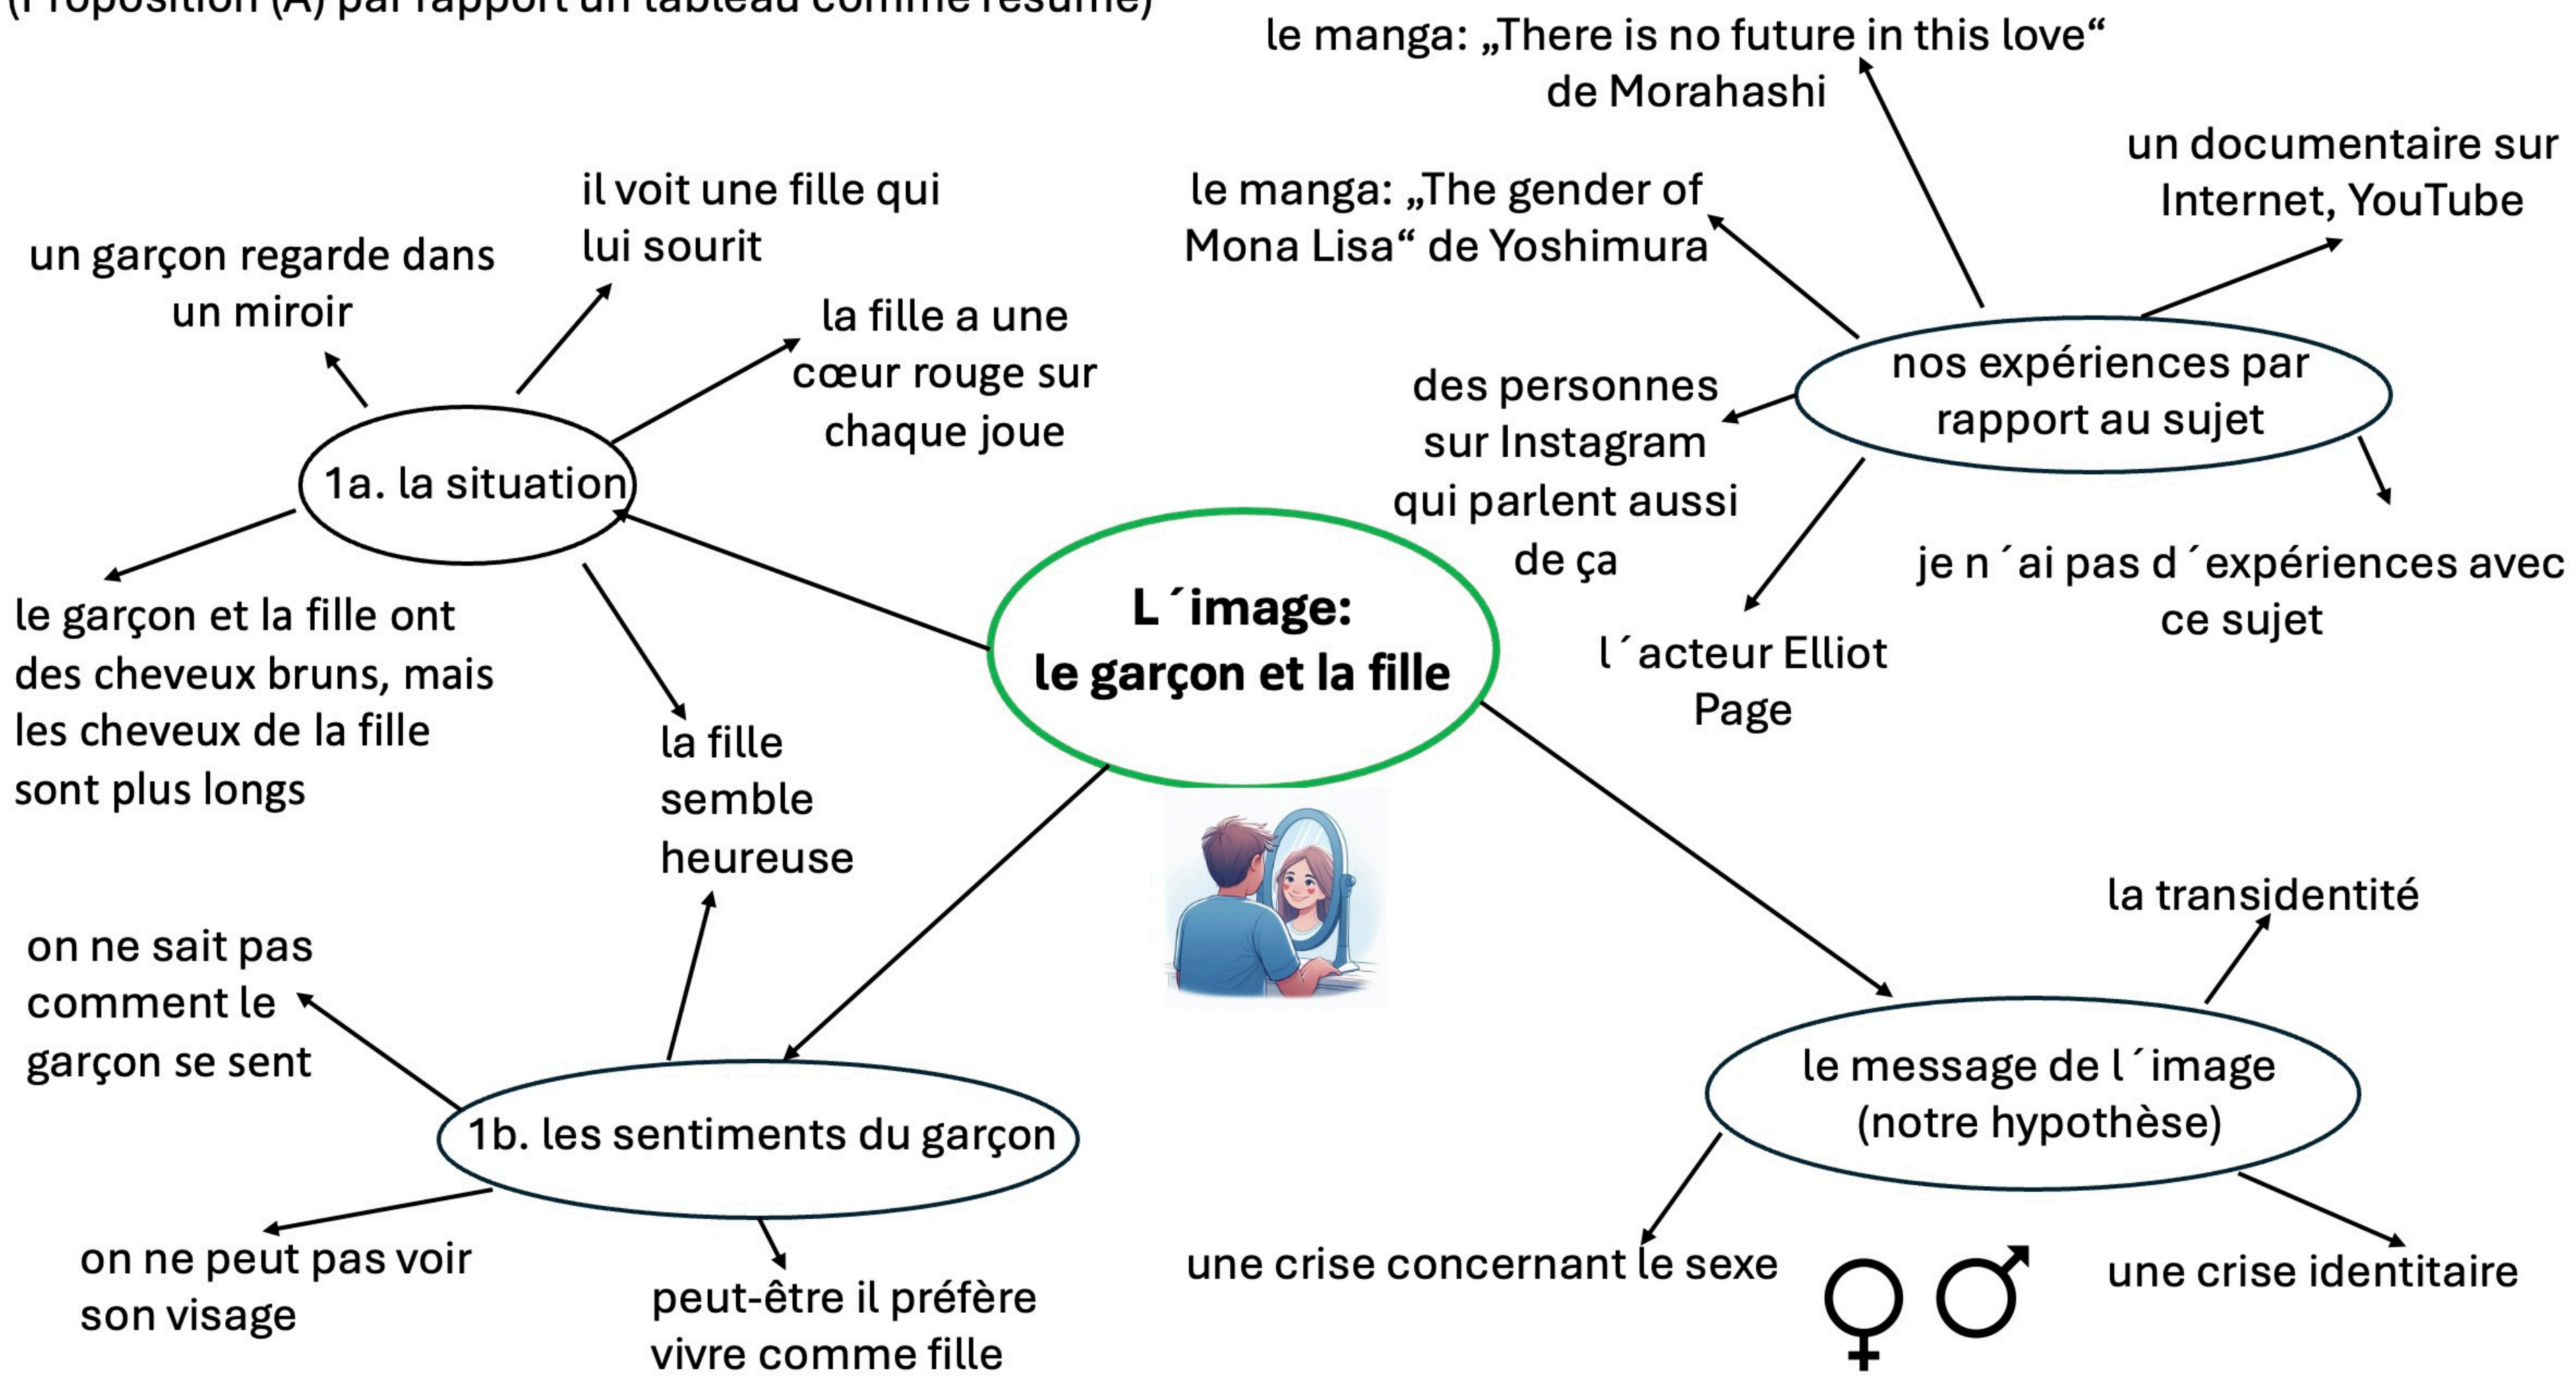 (Proposition (A) par rapport un tableau comme résumé)
le manga: „There is no future in this love“
de Morahashi
un documentaire sur
Internet, YouTube
le manga: „The gender of
Mona Lisa“ de Yoshimura
il voit une fille qui
lui sourit
un garçon regarde dans
un miroir
la fille a une
cœur rouge sur
chaque joue
nos expériences par
rapport au sujet
des personnes
sur Instagram
qui parlent aussi
de ça
1a. la situation
je n´ai pas d´expériences avec
ce sujet
l´acteur Elliot
Page
L´image:
le garçon et la fille
le garçon et la fille ont
des cheveux bruns, mais
les cheveux de la fille
sont plus longs
la fille
semble
heureuse
on ne sait pas
comment le
garçon se sent
1b. les sentiments du garçon
on ne peut pas voir
son visage
peut-être il préfère
vivre comme fille
la transidentité
le message de l´image
(notre hypothèse)
une crise concernant le sexe
une crise identitaire